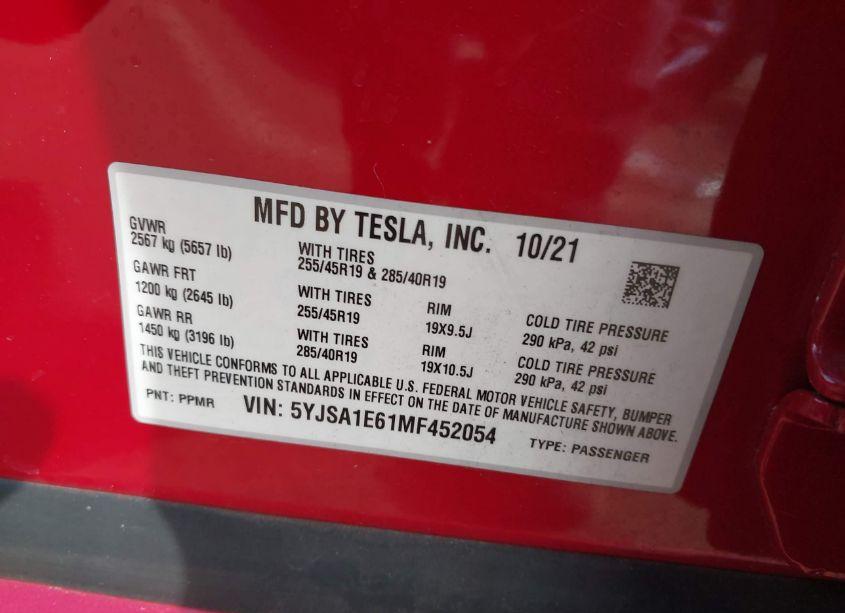 MFD BY TESLA, INC. 10/21
GVWR
2567 kg (5657 lb)
WITH TIRES
255/45R19 & 285/40R19
GAWR FRT
1200 kg (2645 lb)
WITH TIRES
255/45R19
RIM
19X9.5J
COLD TIRE PRESSURE
290 kPa, 42 psi
GAWR RR
1450 kg (3196 lb)
WITH TIRES
285/40R19
RIM
19X10.5J
COLD TIRE PRESSURE
290 kPa, 42 psi
THIS VEHICLE CONFORMS TO ALL APPLICABLE U.S. FEDERAL MOTOR VEHICLE SAFETY, BUMPER
AND THEFT PREVENTION STANDARDS IN EFFECT ON THE DATE OF MANUFACTURE SHOWN ABOVE.
PNT: PPMR VIN: 5YJSA1E61MF452054 TYPE: PASSENGER